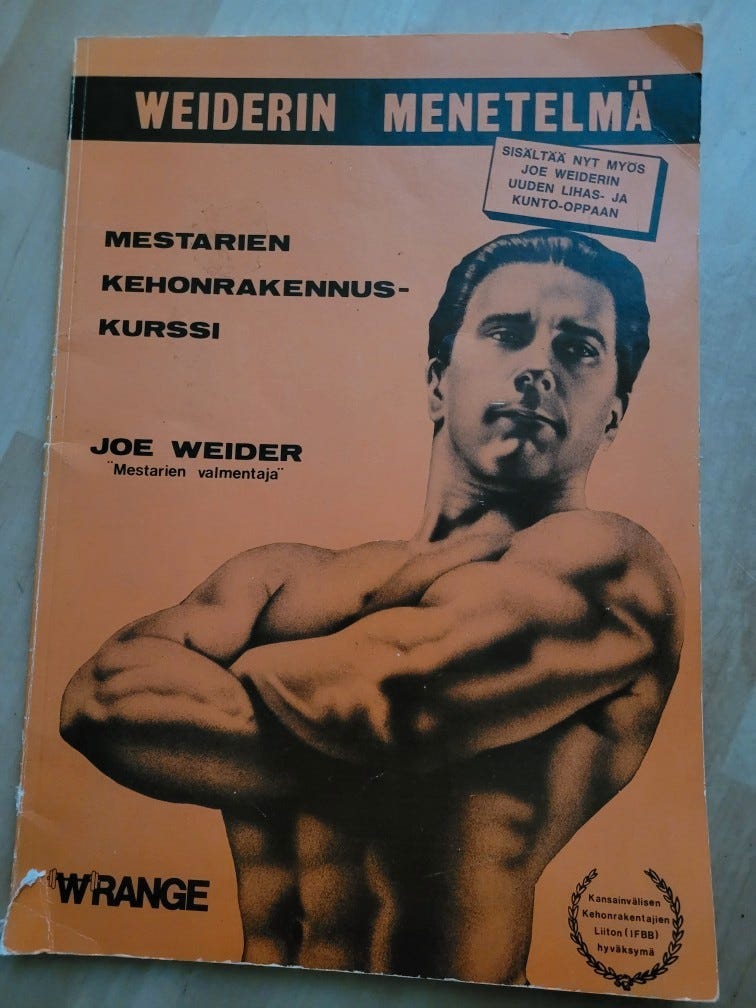 WEIDERIN MENETELMÄ
SISÄLTÄÄ NYT MYÖS
JOE WEIDERIN
UUDEN LIHAS- JA
KUNTO-OPPAAN
MESTARIEN
KEHONRAKENNUS-
KURSSI
JOE WEIDER
"Mestarien valmentaja"
W RANGE
Kansainvälisen
Kehonrakentajien
Liiton (IFBB)
hyväksymä